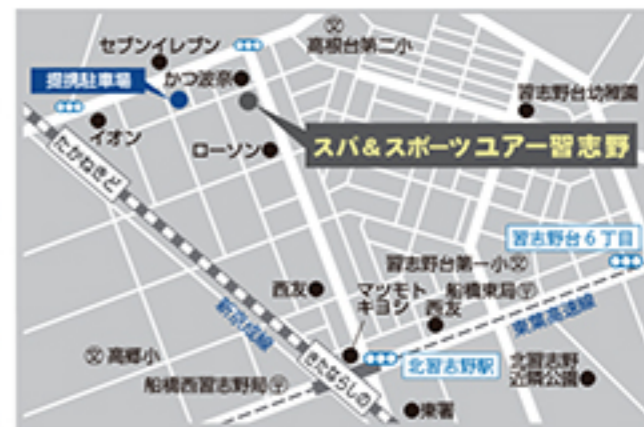 セブンイレブン
高根台第二小
提携駐車場
かつ波奈
習志野台幼稚園
イオン
スパ&スポーツユアー習志野
ローソン
たかねきど
習志野台6丁目
習志野台第一小
西友
マツモト
キヨシ
船橋東局
西友
東葉高速線
新京成線
高郷小
きたならしの
北習志野駅
北習志野
近隣公園
船橋西習志野局
東署